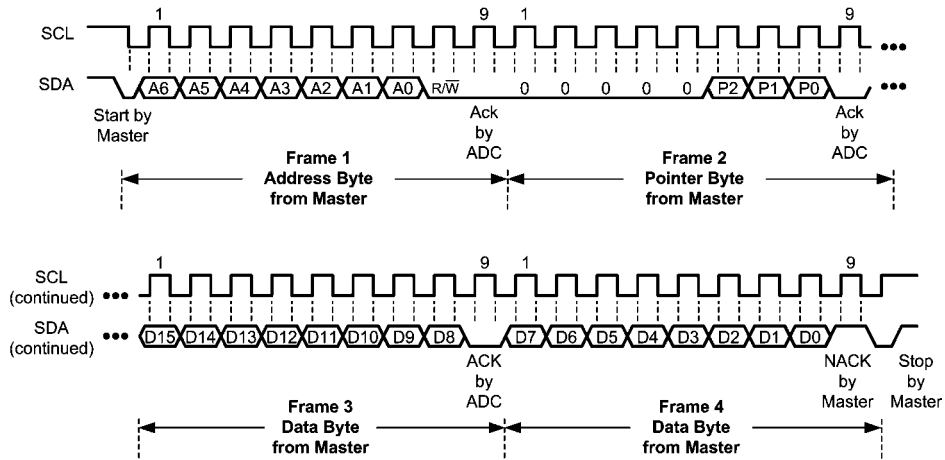 1 9 1 9
SCL
SDA A6 A5 A4 A3 A2 A1 A0 R/W̅ 0 0 0 0 0 P2 P1 P0
Start by
Master
Ack
by
ADC
Ack
by
ADC
Frame 1
Address Byte
from Master
Frame 2
Pointer Byte
from Master
1 9 1 9
SCL
(continued)
SDA
(continued)
D15 D14 D13 D12 D11 D10 D9 D8 D7 D6 D5 D4 D3 D2 D1 D0
ACK
by
ADC
NACK
by
Master
Stop
by
Master
Frame 3
Data Byte
from Master
Frame 4
Data Byte
from Master